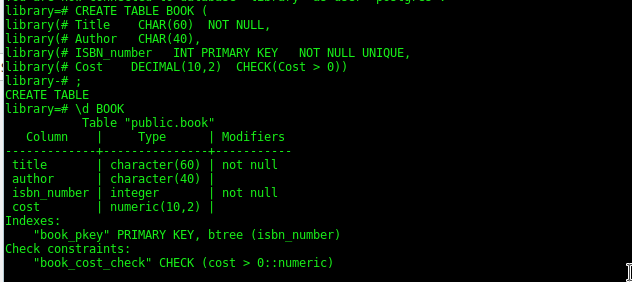 library=# CREATE TABLE BOOK (
library(# Title    CHAR(60)  NOT NULL,
library(# Author   CHAR(40),
library(# ISBN_number   INT PRIMARY KEY   NOT NULL UNIQUE,
library(# Cost    DECIMAL(10,2)  CHECK(Cost > 0))
library-# ;
CREATE TABLE
library=# \d BOOK
          Table "public.book"
   Column    |     Type      | Modifiers
-------------+---------------+-----------
 title       | character(60) | not null
 author      | character(40) |
 isbn_number | integer       | not null
 cost        | numeric(10,2) |
Indexes:
    "book_pkey" PRIMARY KEY, btree (isbn_number)
Check constraints:
    "book_cost_check" CHECK (cost > 0::numeric)